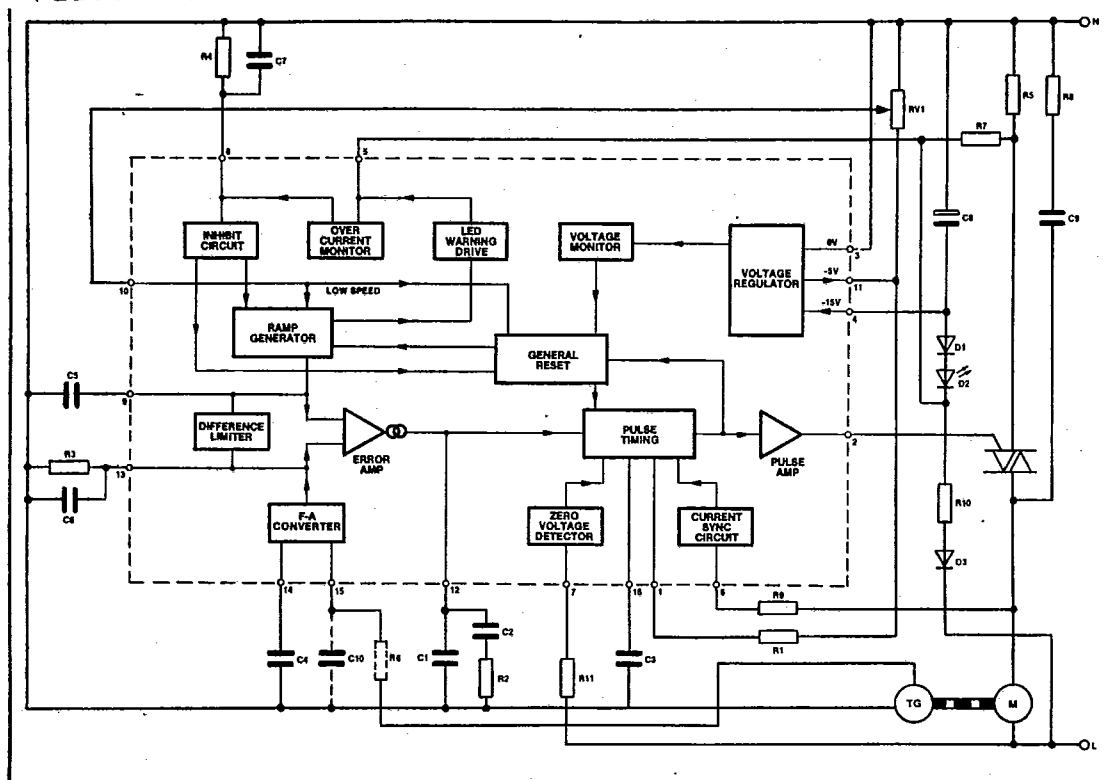 N
R4
C7
R5
R8
RV1
R7
5
C8
C9
INHIBIT
CIRCUIT
OVER
CURRENT
MONITOR
LED
WARNING
DRIVE
VOLTAGE
MONITOR
VOLTAGE
REGULATOR
0V
3
-5V
11
-15V
4
10
LOW SPEED
RAMP
GENERATOR
GENERAL
RESET
D1
D2
C5
9
DIFFERENCE
LIMITER
ERROR
AMP
PULSE
TIMING
PULSE
AMP
2
R3
13
C6
F-A
CONVERTER
ZERO
VOLTAGE
DETECTOR
CURRENT
SYNC
CIRCUIT
R10
D3
14
15
12
7
16
1
6
R9
R1
C4
C10
R6
C1
C2
R2
R11
C3
TG
M
L